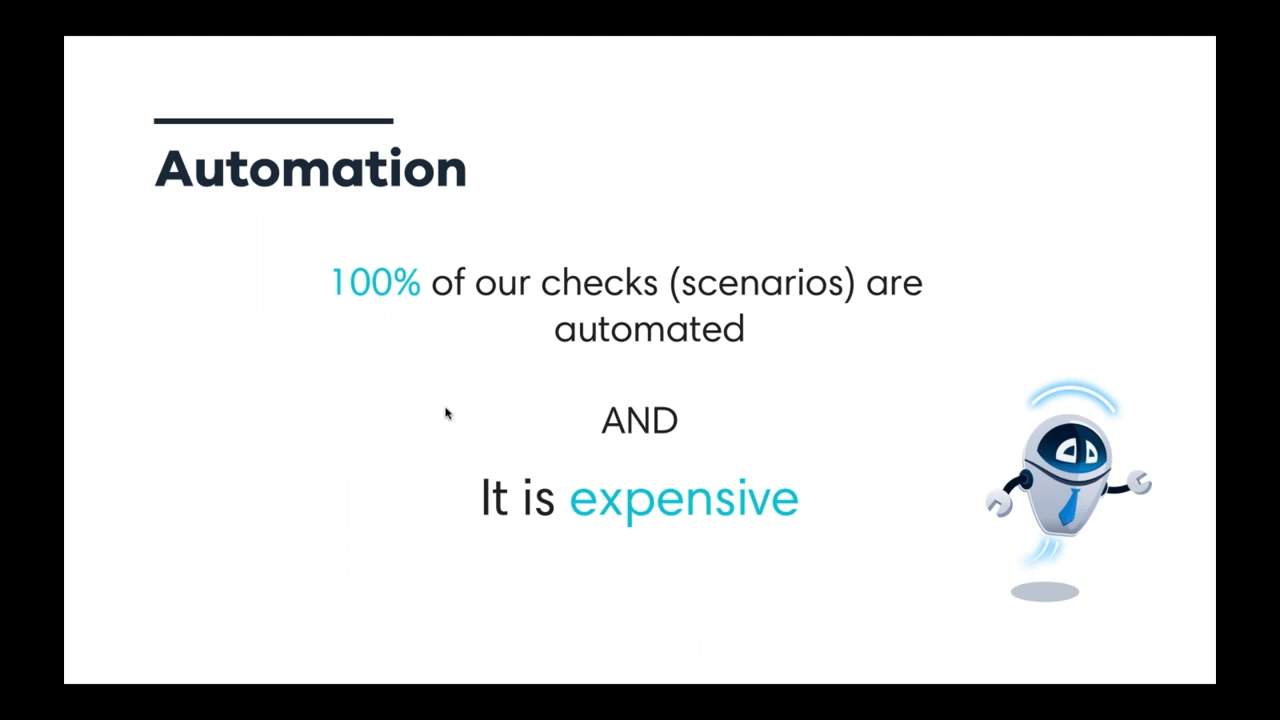 Automation
100% of our checks (scenarios) are
automated
AND
It is expensive